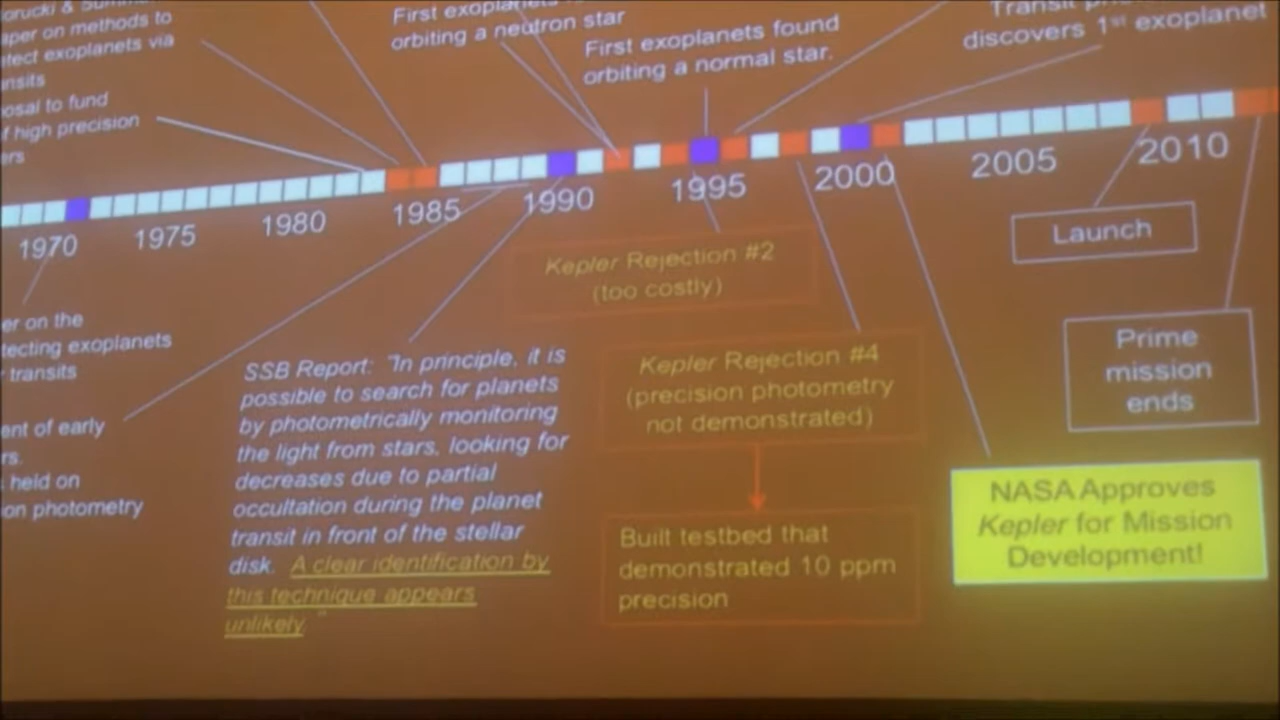 aper on methods to
etect exoplanets via
nsits
osal to fund
f high precision
ers
First exoplanets
orbiting a neutron star
First exoplanets found
orbiting a normal star.
Transit
discovers 1st exoplanet
1970
1975
1980
1985
1990
1995
2000
2005
2010
er on the
tecting exoplanets
transits
ent of early
rs.
held on
on photometry
SSB Report: "In principle, it is
possible to search for planets
by photometrically monitoring
the light from stars, looking for
decreases due to partial
occultation during the planet
transit in front of the stellar
disk. A clear identification by
this technique appears
unlikely."
Kepler Rejection #2
(too costly)
Kepler Rejection #4
(precision photometry
not demonstrated)
Built testbed that
demonstrated 10 ppm
precision
Launch
Prime
mission
ends
NASA Approves
Kepler for Mission
Development!